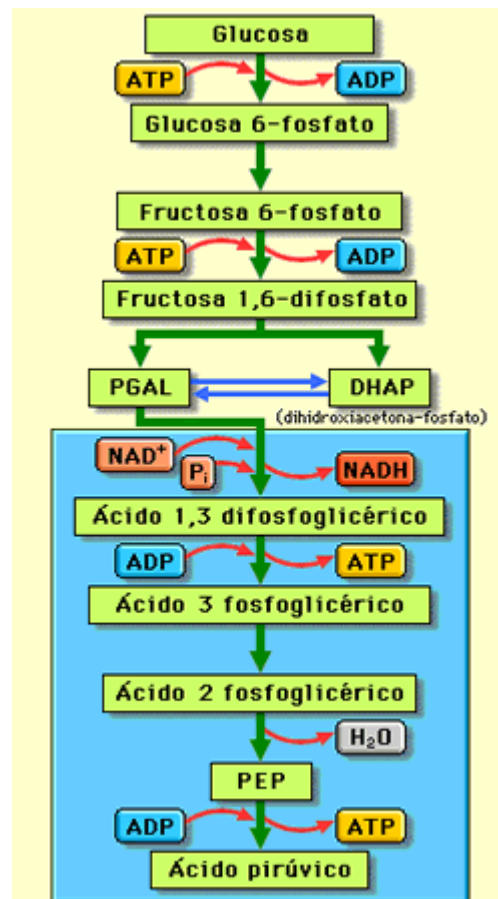 Glucosa
ATP ADP
Glucosa 6-fosfato
Fructosa 6-fosfato
ATP ADP
Fructosa 1,6-difosfato
PGAL DHAP
(dihidroxiacetona-fosfato)
NAD+
Pi NADH
Ácido 1,3 difosfoglicérico
ADP ATP
Ácido 3 fosfoglicérico
Ácido 2 fosfoglicérico
H2O
PEP
ADP ATP
Ácido pirúvico